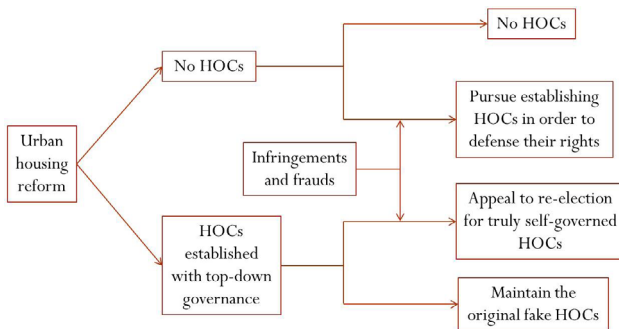 No HOCs
No HOCs
Pursue establishing
HOCs in order to
defense their rights
Urban
housing
reform
Infringements
and frauds
Appeal to re-election
for truly self-governed
HOCs
HOCs
established
with top-down
governance
Maintain the
original fake HOCs